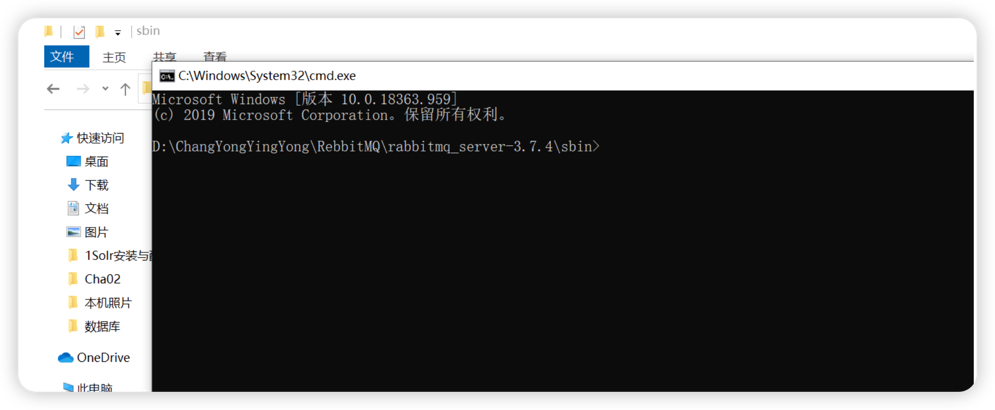 sbin
文件 主页 共享 查看
C:\Windows\System32\cmd.exe
Microsoft Windows [版本 10.0.18363.959]
(c) 2019 Microsoft Corporation。保留所有权利。
D:\ChangYongYingYong\RebbitMQ\rabbitmq_server-3.7.4\sbin>
快速访问
桌面
下载
文档
图片
1Solr安装与
Cha02
本机照片
数据库
OneDrive
此电脑